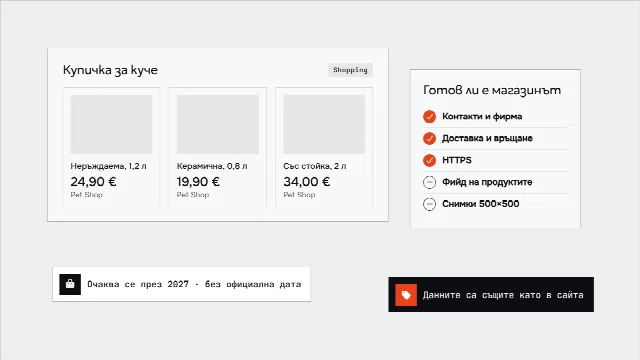 Купичка за куче
Shopping
Неръждаема, 1,2 л
24,90 €
Pet Shop
Керамична, 0,8 л
19,90 €
Pet Shop
Със стойка, 2 л
34,00 €
Pet Shop
Готов ли е магазинът
Контакти и фирма
Доставка и връщане
HTTPS
Фийд на продуктите
Снимки 500×500
Очаква се през 2027 · без официална дата
Данните са същите като в сайта